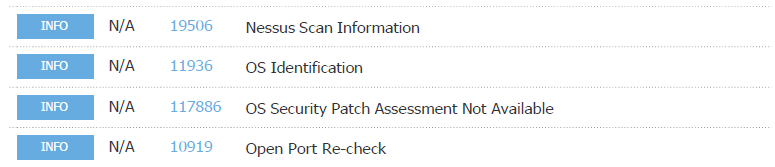 INFO N/A 19506 Nessus Scan Information
INFO N/A 11936 OS Identification
INFO N/A 117886 OS Security Patch Assessment Not Available
INFO N/A 10919 Open Port Re-check